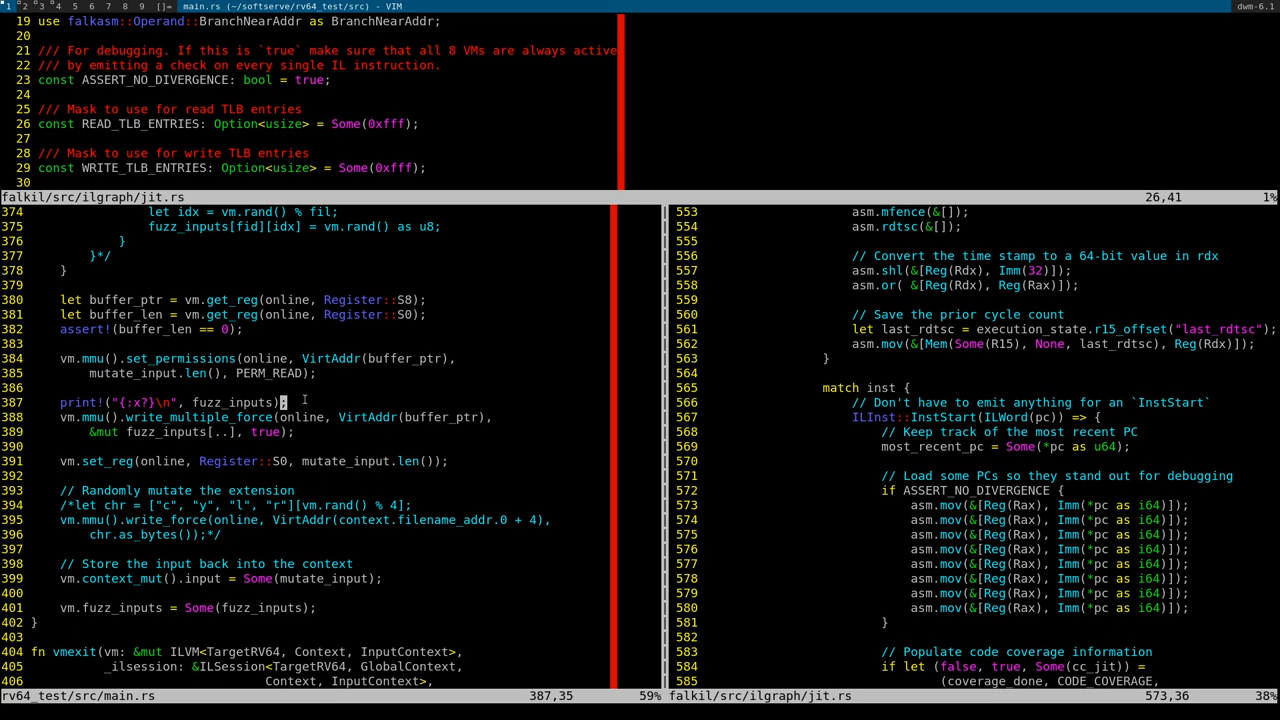 1 2 3 4 5 6 7 8 9 []= main.rs (~/softserve/rv64_test/src) - VIM dwm-6.1
19 use falkasm::Operand::BranchNearAddr as BranchNearAddr;
20
21 /// For debugging. If this is `true` make sure that all 8 VMs are always active
22 /// by emitting a check on every single IL instruction.
23 const ASSERT_NO_DIVERGENCE: bool = true;
24
25 /// Mask to use for read TLB entries
26 const READ_TLB_ENTRIES: Option<usize> = Some(0xfff);
27
28 /// Mask to use for write TLB entries
29 const WRITE_TLB_ENTRIES: Option<usize> = Some(0xfff);
30
falkil/src/ilgraph/jit.rs 26,41 1%
374 let idx = vm.rand() % fil;
375 fuzz_inputs[fid][idx] = vm.rand() as u8;
376 }
377 }*/
378 }
379
380 let buffer_ptr = vm.get_reg(online, Register::S8);
381 let buffer_len = vm.get_reg(online, Register::S0);
382 assert!(buffer_len == 0);
383
384 vm.mmu().set_permissions(online, VirtAddr(buffer_ptr),
385 mutate_input.len(), PERM_READ);
386
387 print!("{:x?}\n", fuzz_inputs);
388 vm.mmu().write_multiple_force(online, VirtAddr(buffer_ptr),
389 &mut fuzz_inputs[..], true);
390
391 vm.set_reg(online, Register::S0, mutate_input.len());
392
393 // Randomly mutate the extension
394 /*let chr = ["c", "y", "l", "r"][vm.rand() % 4];
395 vm.mmu().write_force(online, VirtAddr(context.filename_addr.0 + 4),
396 chr.as_bytes());*/
397
398 // Store the input back into the context
399 vm.context_mut().input = Some(mutate_input);
400
401 vm.fuzz_inputs = Some(fuzz_inputs);
402 }
403
404 fn vmexit(vm: &mut ILVM<TargetRV64, Context, InputContext>,
405 _ilsession: &ILSession<TargetRV64, GlobalContext,
406 Context, InputContext>,
rv64_test/src/main.rs 387,35 59%
553 asm.mfence(&[]);
554 asm.rdtsc(&[]);
555
556 // Convert the time stamp to a 64-bit value in rdx
557 asm.shl(&[Reg(Rdx), Imm(32)]);
558 asm.or( &[Reg(Rdx), Reg(Rax)]);
559
560 // Save the prior cycle count
561 let last_rdtsc = execution_state.r15_offset("last_rdtsc");
562 asm.mov(&[Mem(Some(R15), None, last_rdtsc), Reg(Rdx)]);
563 }
564
565 match inst {
566 // Don't have to emit anything for an `InstStart`
567 ILInst::InstStart(ILWord(pc)) => {
568 // Keep track of the most recent PC
569 most_recent_pc = Some(*pc as u64);
570
571 // Load some PCs so they stand out for debugging
572 if ASSERT_NO_DIVERGENCE {
573 asm.mov(&[Reg(Rax), Imm(*pc as i64)]);
574 asm.mov(&[Reg(Rax), Imm(*pc as i64)]);
575 asm.mov(&[Reg(Rax), Imm(*pc as i64)]);
576 asm.mov(&[Reg(Rax), Imm(*pc as i64)]);
577 asm.mov(&[Reg(Rax), Imm(*pc as i64)]);
578 asm.mov(&[Reg(Rax), Imm(*pc as i64)]);
579 asm.mov(&[Reg(Rax), Imm(*pc as i64)]);
580 asm.mov(&[Reg(Rax), Imm(*pc as i64)]);
581 }
582
583 // Populate code coverage information
584 if let (false, true, Some(cc_jit)) =
585 (coverage_done, CODE_COVERAGE,
falkil/src/ilgraph/jit.rs 573,36 38%